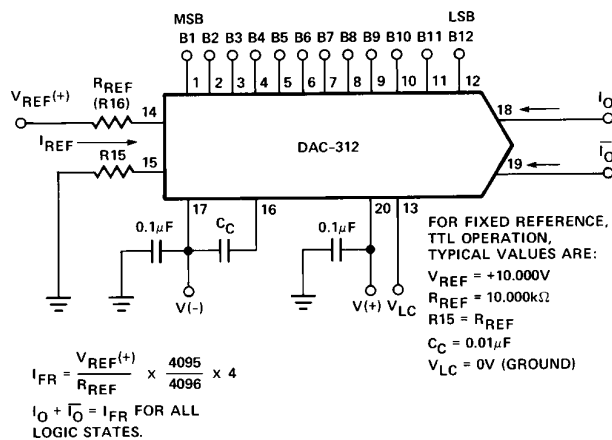 MSB LSB
B1 B2 B3 B4 B5 B6 B7 B8 B9 B10 B11 B12
1 2 3 4 5 6 7 8 9 10 11 12
VREF(+)
RREF
(R16)
14
IREF
R15
15
DAC-312
18
IO
19
I̅O̅
17
16
20
13
0.1μF
CC
0.1μF
V(-)
V(+)
VLC
FOR FIXED REFERENCE,
TTL OPERATION,
TYPICAL VALUES ARE:
VREF = +10.000V
RREF = 10.000kΩ
R15 = RREF
CC = 0.01μF
VLC = 0V (GROUND)
IFR = VREF(+)/RREF x 4095/4096 x 4
IO + I̅O̅ = IFR FOR ALL
LOGIC STATES.